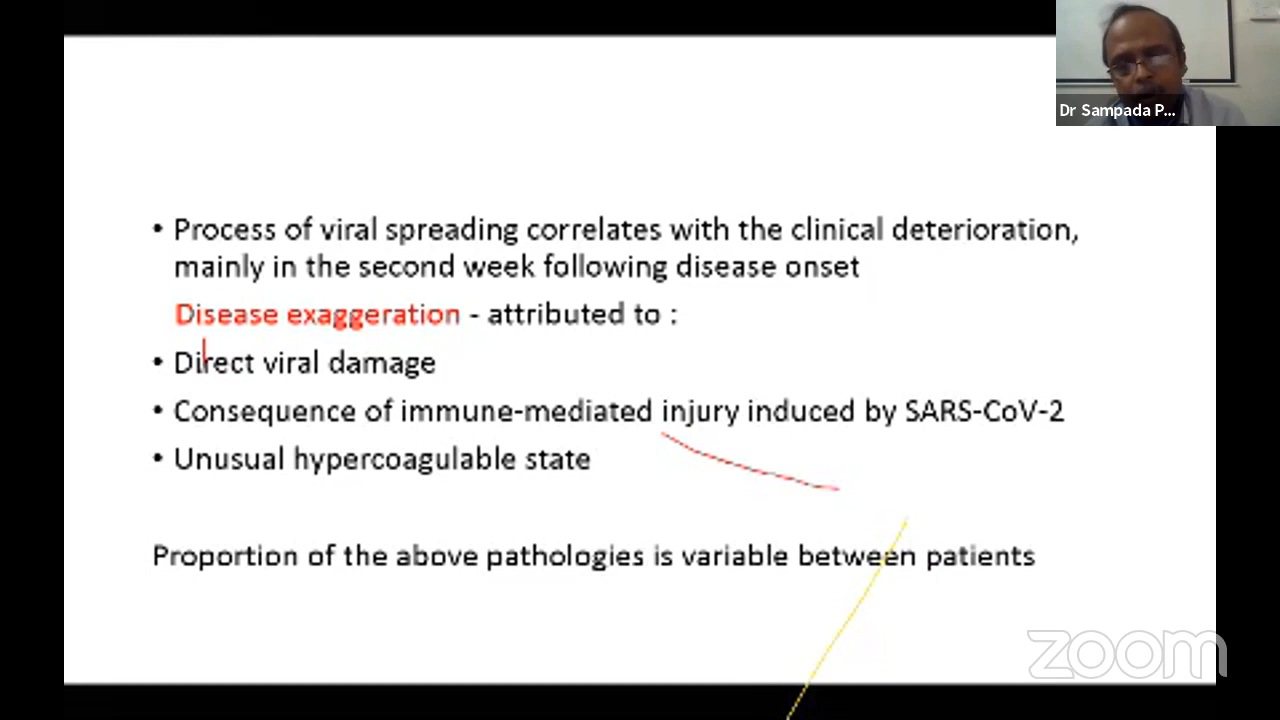 Dr Sampada P...
• Process of viral spreading correlates with the clinical deterioration,
mainly in the second week following disease onset
Disease exaggeration - attributed to :
• Direct viral damage
• Consequence of immune-mediated injury induced by SARS-CoV-2
• Unusual hypercoagulable state
Proportion of the above pathologies is variable between patients
zoom